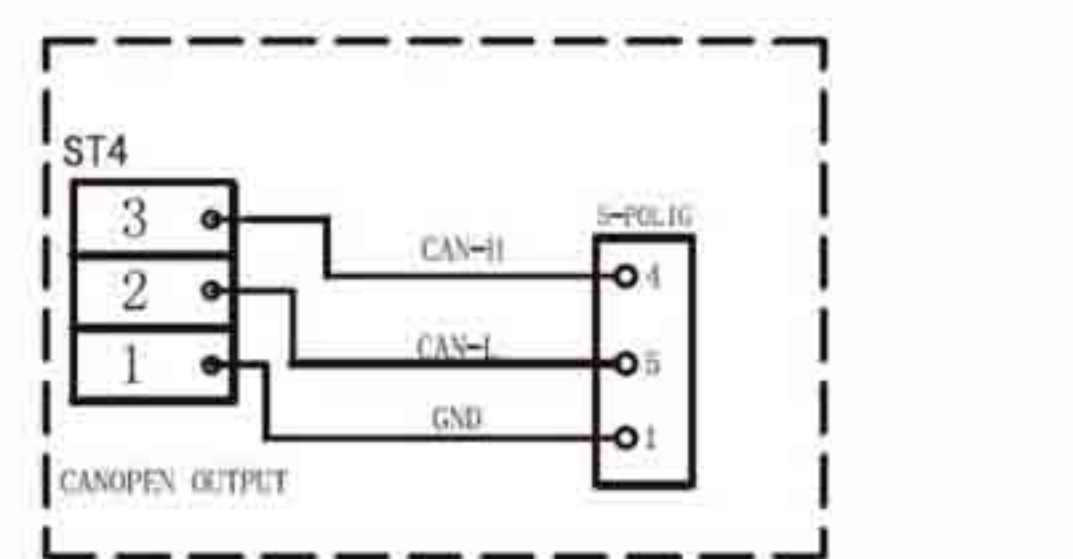 ST4
3
2
1
CAN-H
CAN-L
GND
5-POLIG
4
5
1
CANOPEN OUTPUT